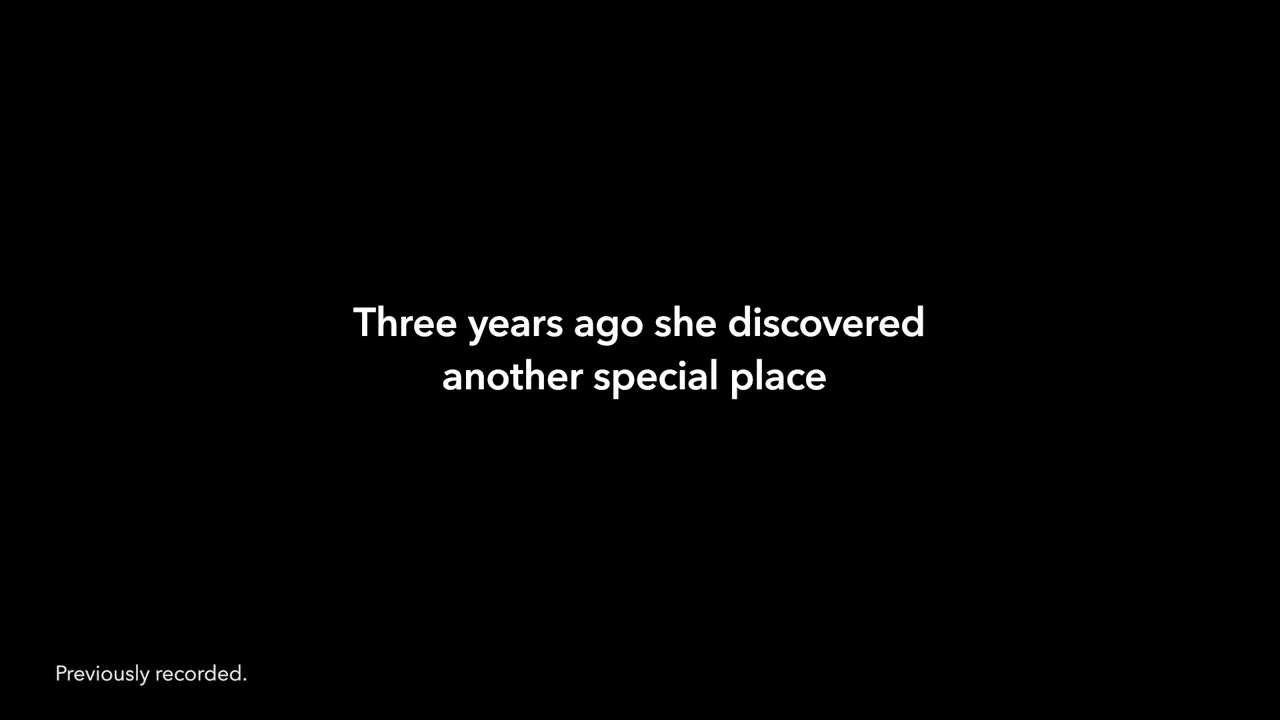 Three years ago she discovered
another special place
Previously recorded.